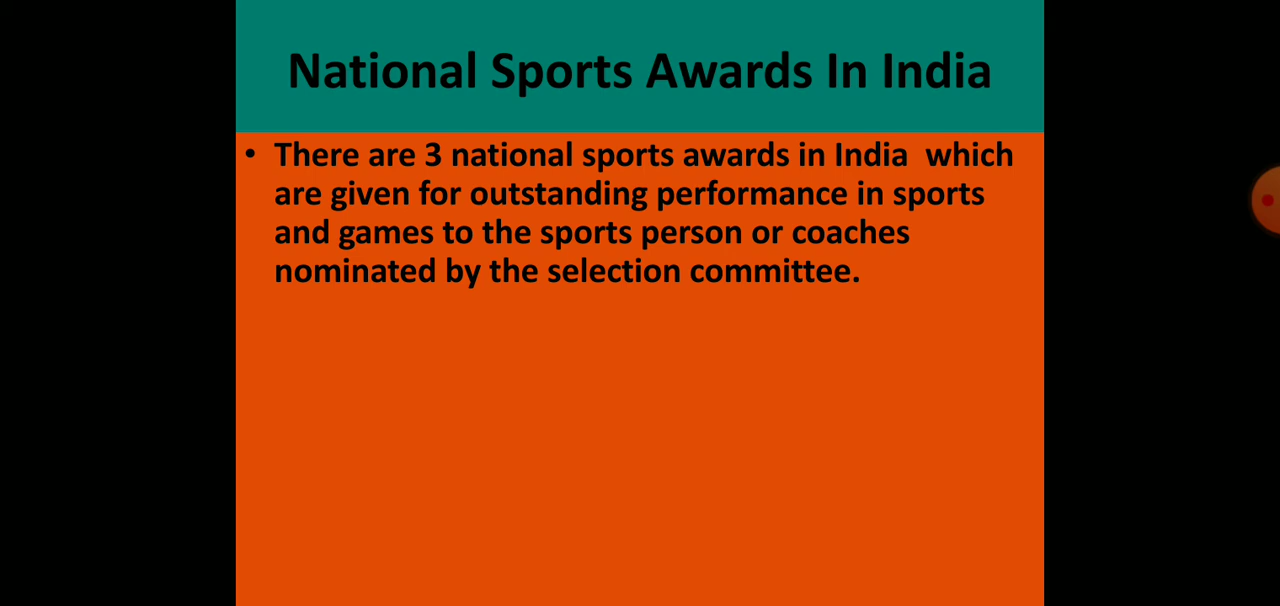 National Sports Awards In India
• There are 3 national sports awards in India  which
are given for outstanding performance in sports
and games to the sports person or coaches
nominated by the selection committee.